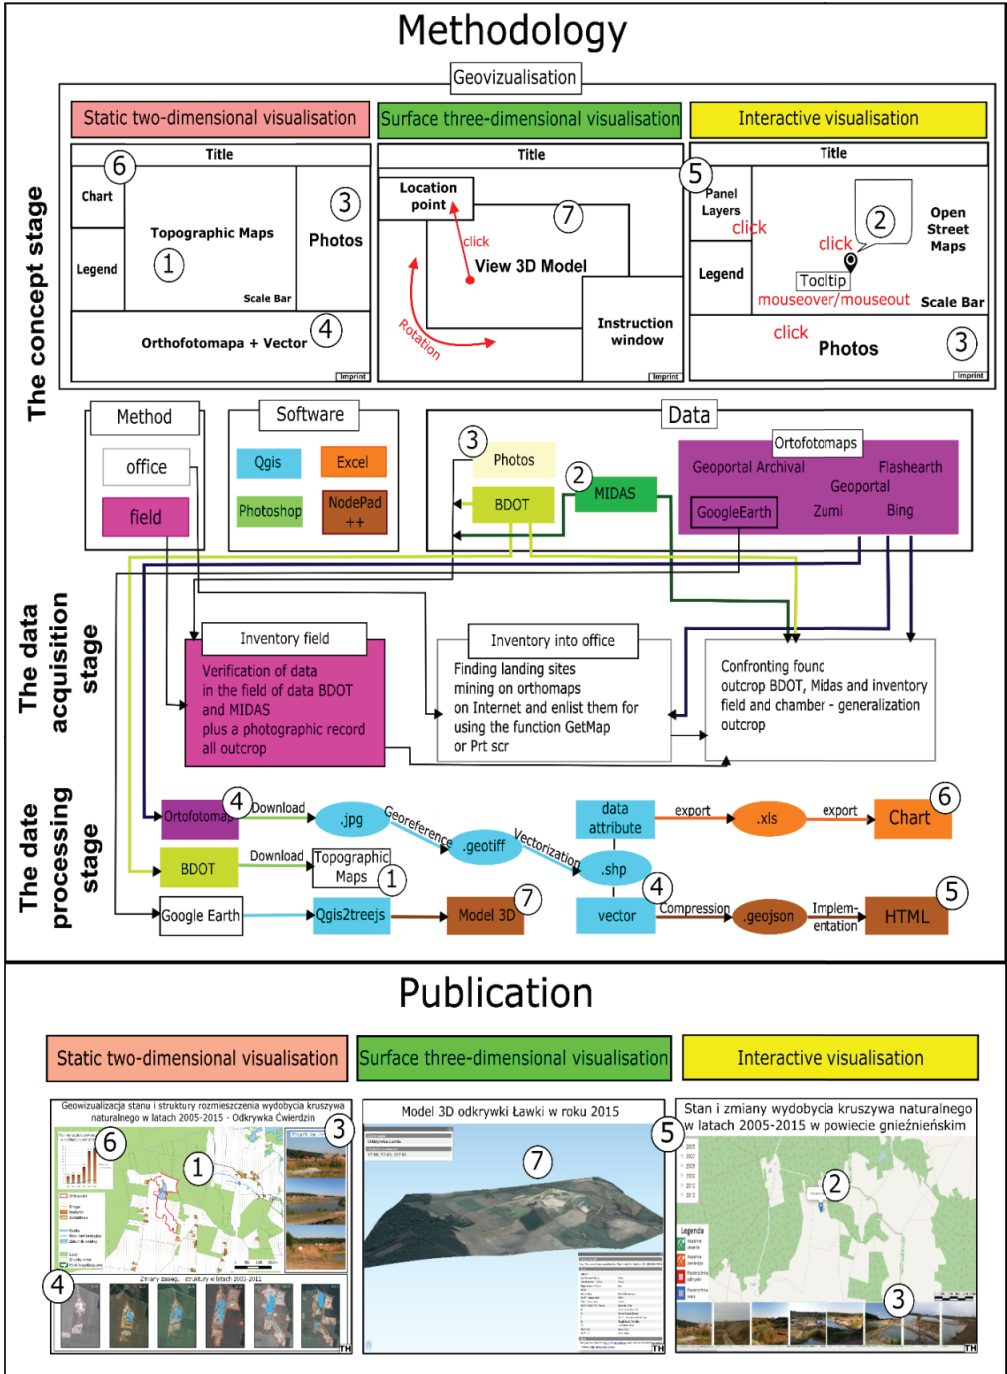 Methodology
Geovizualisation
Static two-dimensional visualisation
Surface three-dimensional visualisation
Interactive visualisation
The concept stage
Title
6
Chart
Legend
Topographic Maps
1
Scale Bar
3
Photos
4
Orthofotomapa + Vector
Imprint
Title
Location
point
7
click
View 3D Model
Rotation
Instruction
window
Imprint
Title
5
Panel
Layers
click
Legend
2
click
Tooltip
mouseover/mouseout
Open
Street
Maps
Scale Bar
click
Photos
3
Imprint
Method
office
field
Software
Qgis
Excel
Photoshop
NodePad
++
Data
3
Photos
BDOT
2
MIDAS
Ortofotomaps
Geoportal Archival
Flashearth
Geoportal
GoogleEarth
Zumi
Bing
The data
acquisition
stage
Inventory field
Verification of data
in the field of data BDOT
and MIDAS
plus a photographic record
all outcrop
Inventory into office
Finding landing sites
mining on orthomaps
on Internet and enlist them for
using the function GetMap
or Prt scr
Confronting found
outcrop BDOT, Midas and inventory
field and chamber - generalization
outcrop
The date
processing
stage
Ortofotomap
4
Download
.jpg
Georeference
.geotiff
Vectorization
data
attribute
.shp
4
vector
export
.xls
export
Chart
6
BDOT
Download
Topographic
Maps
1
Google Earth
Qgis2treejs
Model 3D
7
Compression
.geojson
Implem-
entation
HTML
5
Publication
Static two-dimensional visualisation
Surface three-dimensional visualisation
Interactive visualisation
Geowizualizacja stanu i struktury rozmieszczenia wydobycia kruszywa
naturalnego w latach 2005-2015 - Odkrywka Ćwierdzin
6
1
3
4
Zmiany zasięgu struktury w latach 2005-2012
TH
Model 3D odkrywki Ławki w roku 2015
7
TH
5
Stan i zmiany wydobycia kruszywa naturalnego
w latach 2005-2015 w powiecie gnieźnieńskim
2
Legenda
3
TH